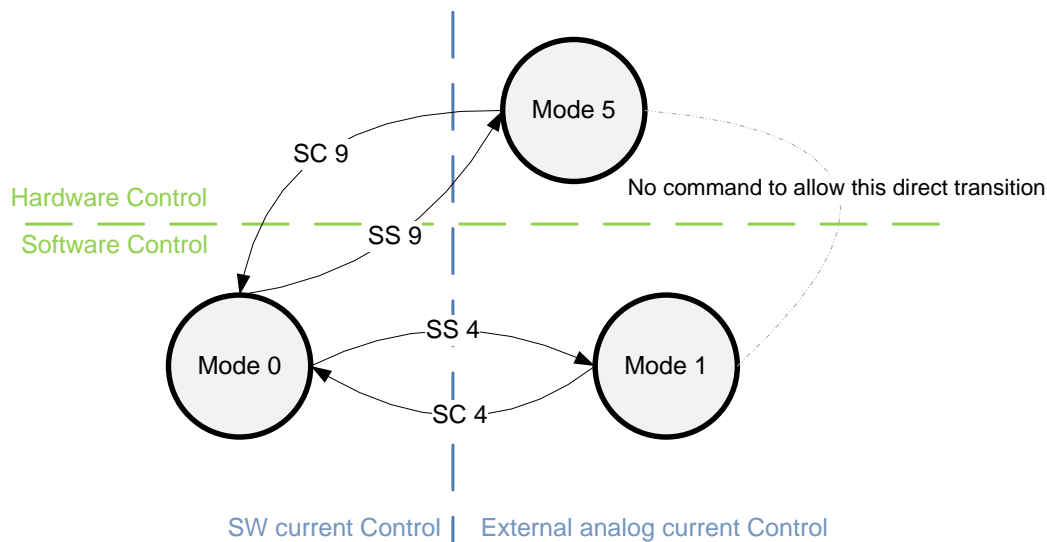 Mode 5
SC 9
No command to allow this direct transition
Hardware Control
SS 9
Software Control
SS 4
Mode 0
Mode 1
SC 4
SW current Control
External analog current Control